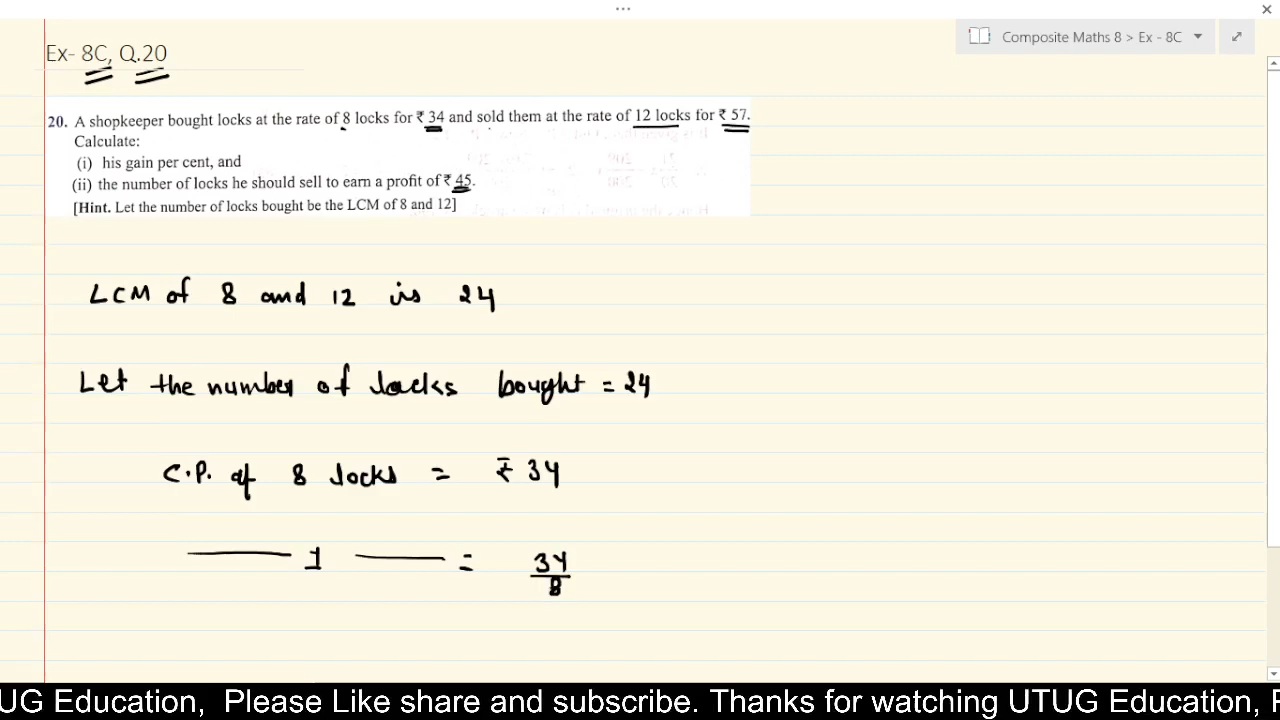 Ex- 8C, Q.20
Composite Maths 8 > Ex - 8C
20. A shopkeeper bought locks at the rate of 8 locks for ₹ 34 and sold them at the rate of 12 locks for ₹ 57.
Calculate:
(i) his gain per cent, and
(ii) the number of locks he should sell to earn a profit of ₹ 45.
[Hint. Let the number of locks bought be the LCM of 8 and 12]
LCM of 8 and 12 is 24
Let the number of locks bought = 24
C.P. of 8 locks = ₹ 34
—— 1 —— = 34/8
UG Education, Please Like share and subscribe. Thanks for watching UTUG Education,